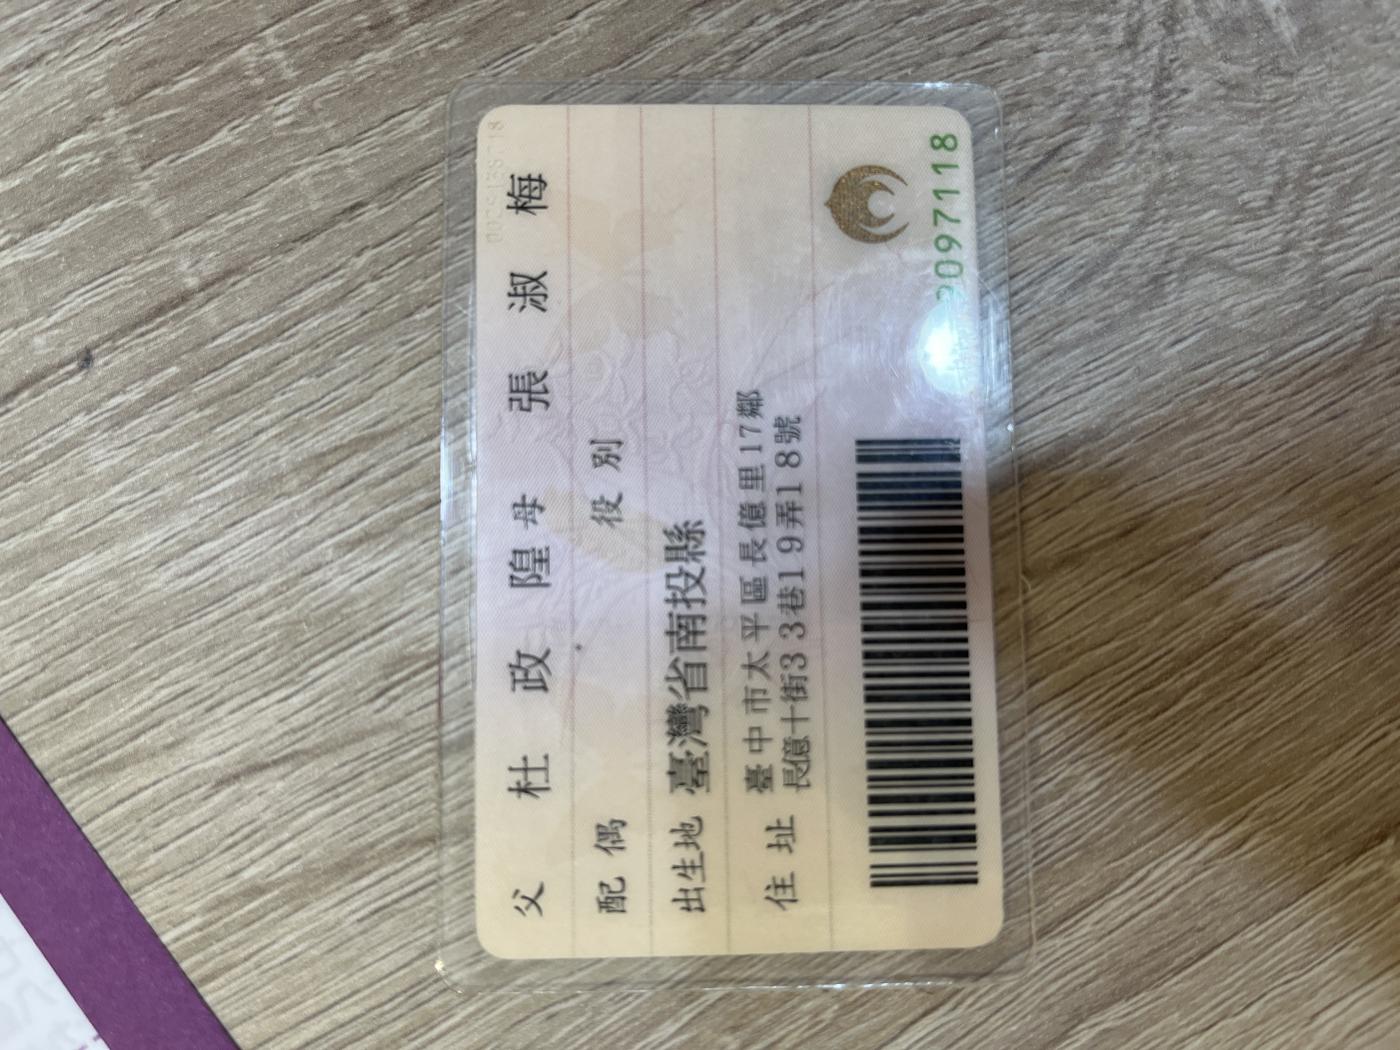 父 杜 政 隍 母 張 淑 梅
配偶 役別
出生地 臺灣省南投縣
住址 臺中市太平區長億里17鄰
長億十街33巷19弄18號
097118